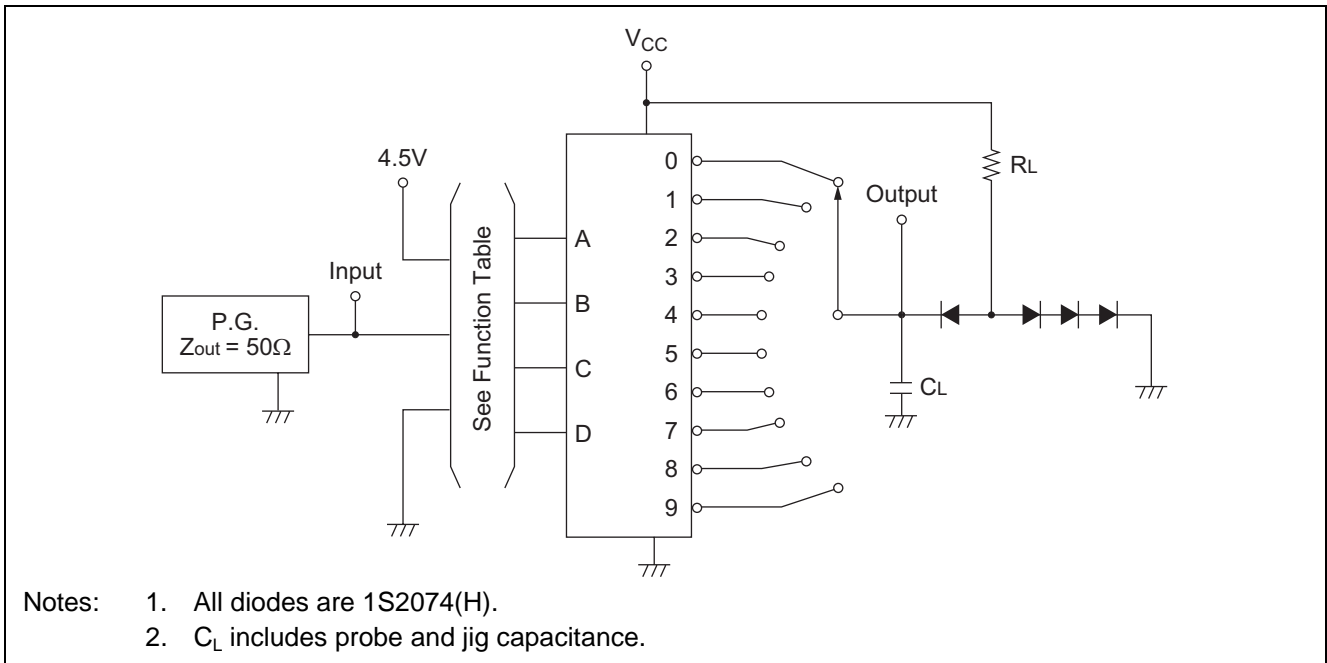 VCC
4.5V
Input
P.G.
Zout = 50Ω
See Function Table
A
B
C
D
0
1
2
3
4
5
6
7
8
9
Output
RL
CL
Notes: 1. All diodes are 1S2074(H).
2. CL includes probe and jig capacitance.